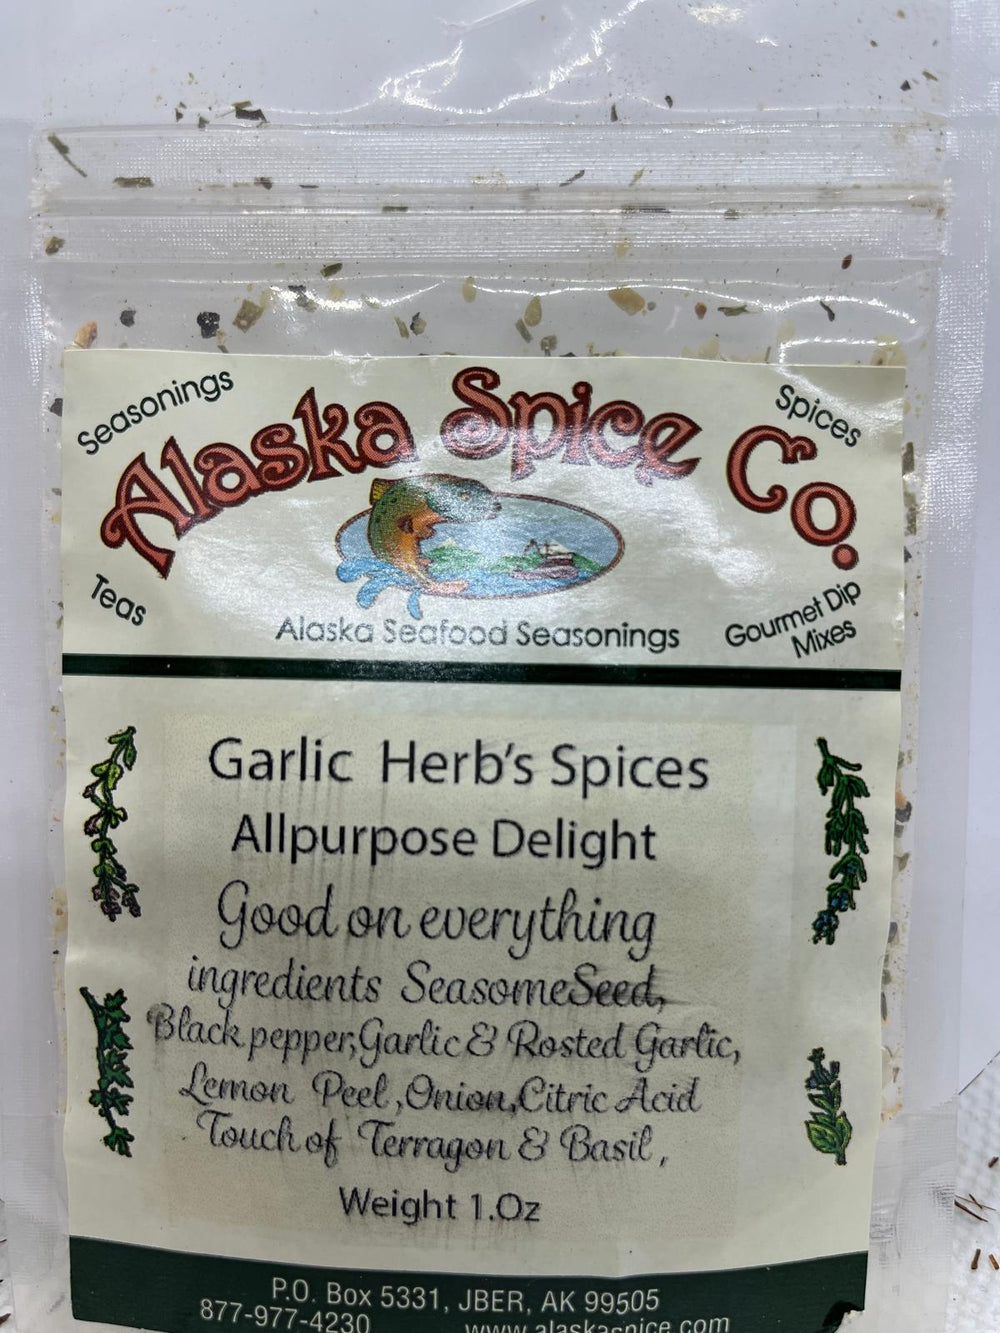 Seasonings
Spices
Alaska Spice Co.
Teas
Gourmet Dip
Mixes
Alaska Seafood Seasonings
Garlic Herb's Spices
Allpurpose Delight
Good on everything
ingredients SeasomeSeed,
Black pepper,Garlic & Rosted Garlic,
Lemon Peel ,Onion,Citric Acid
Touch of Terragon & Basil ,
Weight 1.Oz
P.O. Box 5331, JBER, AK 99505
877-977-4230 www.alaskaspice.com